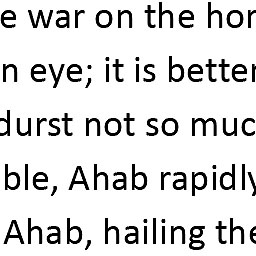 e war on the hor
n eye; it is better
durst not so muc
ble, Ahab rapidly
Ahab, hailing the